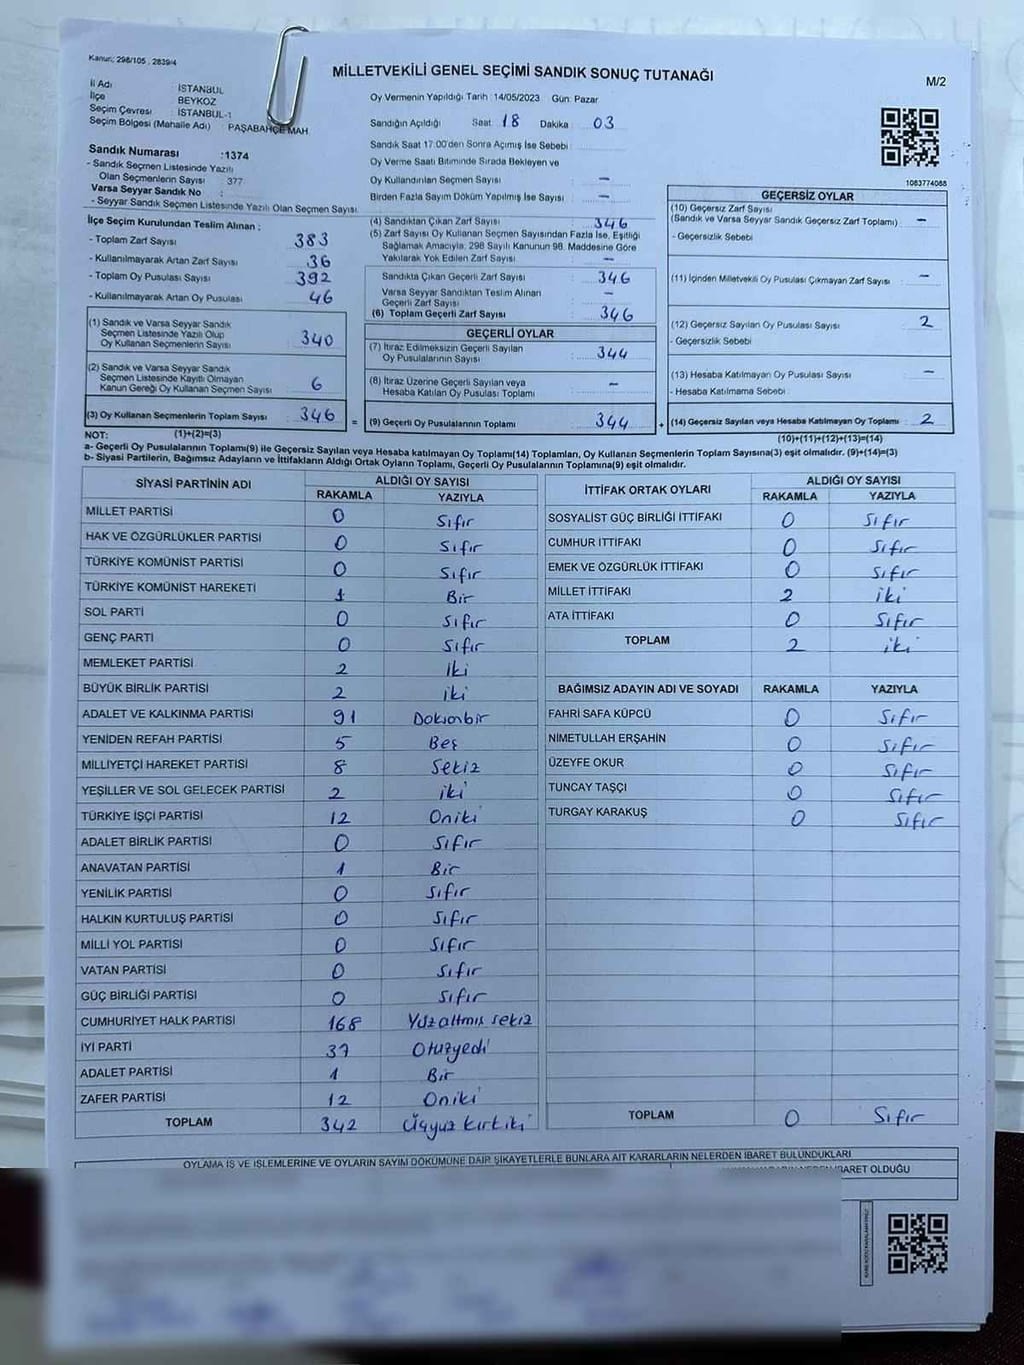 Kanun: 298/105 , 2839/4
MİLLETVEKİLİ GENEL SEÇİMİ SANDIK SONUÇ TUTANAĞI
M/2
İl Adı İSTANBUL
İlçe BEYKOZ
Seçim Çevresi İSTANBUL-1
Seçim Bölgesi (Mahalle Adı) PAŞABAHÇE MAH
Sandık Numarası :1374
- Sandık Seçmen Listesinde Yazılı
Olan Seçmenlerin Sayısı 377
Varsa Seyyar Sandık No :
- Seyyar Sandık Seçmen Listesinde Yazılı Olan Seçmen Sayısı:
Oy Vermenin Yapıldığı Tarih :14/05/2023 Gün: Pazar
Sandığın Açıldığı Saat: 18 Dakika : 03
Sandık Saat 17:00'den Sonra Açımış İse Sebebi :
Oy Verme Saati Bitiminde Sırada Bekleyen ve
Oy Kullandırılan Seçmen Sayısı : –
Birden Fazla Sayım Döküm Yapılmış İse Sayısı : –
1063774088
İlçe Seçim Kurulundan Teslim Alınan :
- Toplam Zarf Sayısı : 383
- Kullanılmayarak Artan Zarf Sayısı : 36
- Toplam Oy Pusulası Sayısı : 392
- Kullanılmayarak Artan Oy Pusulası : 46
(1) Sandık ve Varsa Seyyar Sandık
Seçmen Listesinde Yazılı Olup
Oy Kullanan Seçmenlerin Sayısı : 340
(2) Sandık ve Varsa Seyyar Sandık
Seçmen Listesinde Kayıtlı Olmayan
Kanun Gereği Oy Kullanan Seçmen Sayısı : 6
(3) Oy Kullanan Seçmenlerin Toplam Sayısı : 346
(1)+(2)=(3)
(4) Sandıktan Çıkan Zarf Sayısı : 346
(5) Zarf Sayısı Oy Kullanan Seçmen Sayısından Fazla İse, Eşitliği
Sağlamak Amacıyla, 298 Sayılı Kanunun 98. Maddesine Göre
Yakılarak Yok Edilen Zarf Sayısı : –
Sandıkta Çıkan Geçerli Zarf Sayısı : 346
Varsa Seyyar Sandıktan Teslim Alınan
Geçerli Zarf Sayısı : –
(6) Toplam Geçerli Zarf Sayısı : 346
GEÇERLİ OYLAR
(7) İtiraz Edilmeksizin Geçerli Sayılan
Oy Pusulalarının Sayısı : 344
(8) İtiraz Üzerine Geçerli Sayılan veya
Hesaba Katılan Oy Pusulası Toplamı : –
= (9) Geçerli Oy Pusulalarının Toplamı : 344
GEÇERSİZ OYLAR
(10) Geçersiz Zarf Sayısı
(Sandık ve Varsa Seyyar Sandık Geçersiz Zarf Toplamı) : –
- Geçersizlik Sebebi :
(11) İçinden Milletvekili Oy Pusulası Çıkmayan Zarf Sayısı : –
(12) Geçersiz Sayılan Oy Pusulası Sayısı : 2
- Geçersizlik Sebebi :
(13) Hesaba Katılmayan Oy Pusulası Sayısı : –
- Hesaba Katılmama Sebebi :
+ (14) Geçersiz Sayılan veya Hesaba Katılmayan Oy Toplamı : 2
(10)+(11)+(12)+(13)=(14)
NOT:
a- Geçerli Oy Pusulalarının Toplamı(9) ile Geçersiz Sayılan veya Hesaba katılmayan Oy Toplamı(14) Toplamları, Oy Kullanan Seçmenlerin Toplam Sayısına(3) eşit olmalıdır. (9)+(14)=(3)
b- Siyasi Partilerin, Bağımsız Adayların ve İttifakların Aldığı Ortak Oyların Toplamı, Geçerli Oy Pusulalarının Toplamına(9) eşit olmalıdır.
SİYASİ PARTİNİN ADI
ALDIĞI OY SAYISI
RAKAMLA YAZIYLA
MİLLET PARTİSİ 0 Sıfır
HAK VE ÖZGÜRLÜKLER PARTİSİ 0 Sıfır
TÜRKİYE KOMÜNİST PARTİSİ 0 Sıfır
TÜRKİYE KOMÜNİST HAREKETİ 1 Bir
SOL PARTİ 0 Sıfır
GENÇ PARTİ 0 Sıfır
MEMLEKET PARTİSİ 2 İki
BÜYÜK BİRLİK PARTİSİ 2 iki
ADALET VE KALKINMA PARTİSİ 91 Doksanbir
YENİDEN REFAH PARTİSİ 5 Beş
MİLLİYETÇİ HAREKET PARTİSİ 8 Sekiz
YEŞİLLER VE SOL GELECEK PARTİSİ 2 iki
TÜRKİYE İŞÇİ PARTİSİ 12 Oniki
ADALET BİRLİK PARTİSİ 0 Sıfır
ANAVATAN PARTİSİ 1 Bir
YENİLİK PARTİSİ 0 Sıfır
HALKIN KURTULUŞ PARTİSİ 0 Sıfır
MİLLİ YOL PARTİSİ 0 Sıfır
VATAN PARTİSİ 0 Sıfır
GÜÇ BİRLİĞİ PARTİSİ 0 Sıfır
CUMHURİYET HALK PARTİSİ 168 Yüzaltmış sekiz
İYİ PARTİ 37 Otuzyedi
ADALET PARTİSİ 1 Bir
ZAFER PARTİSİ 12 Oniki
TOPLAM 342 Üçyüz kırkiki
İTTİFAK ORTAK OYLARI
ALDIĞI OY SAYISI
RAKAMLA YAZIYLA
SOSYALİST GÜÇ BİRLİĞİ İTTİFAKI 0 Sıfır
CUMHUR İTTİFAKI 0 Sıfır
EMEK VE ÖZGÜRLÜK İTTİFAKI 0 Sıfır
MİLLET İTTİFAKI 2 iki
ATA İTTİFAKI 0 Sıfır
TOPLAM 2 iki
BAĞIMSIZ ADAYIN ADI VE SOYADI RAKAMLA YAZIYLA
FAHRİ SAFA KÜPCÜ 0 Sıfır
NİMETULLAH ERŞAHİN 0 Sıfır
ÜZEYFE OKUR 0 Sıfır
TUNCAY TAŞÇI 0 Sıfır
TURGAY KARAKUŞ 0 Sıfır
TOPLAM 0 Sıfır
OYLAMA İŞ VE İŞLEMLERİNE VE OYLARIN SAYIM DÖKÜMÜNE DAİR ŞİKAYETLERLE BUNLARA AİT KARARLARIN NELERDEN İBARET BULUNDUKLARI
İBARET OLDUĞU